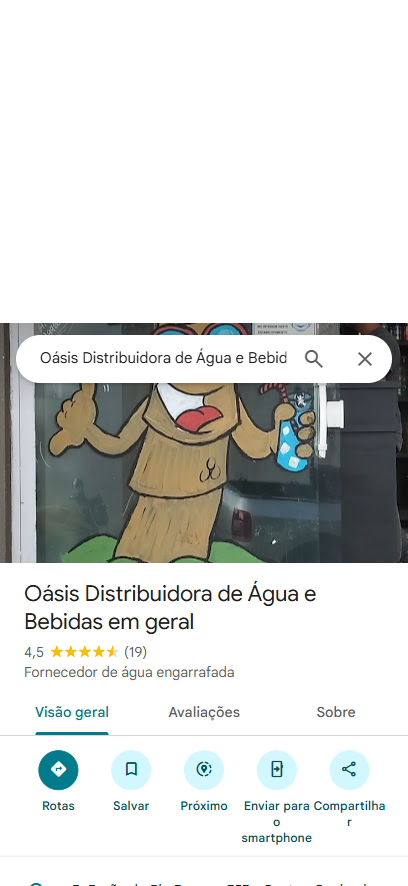 Oásis Distribuidora de Água e Bebid
Oásis Distribuidora de Água e
Bebidas em geral
4,5 (19)
Fornecedor de água engarrafada
Visão geral Avaliações Sobre
Rotas Salvar Próximo Enviar para o smartphone Compartilhar